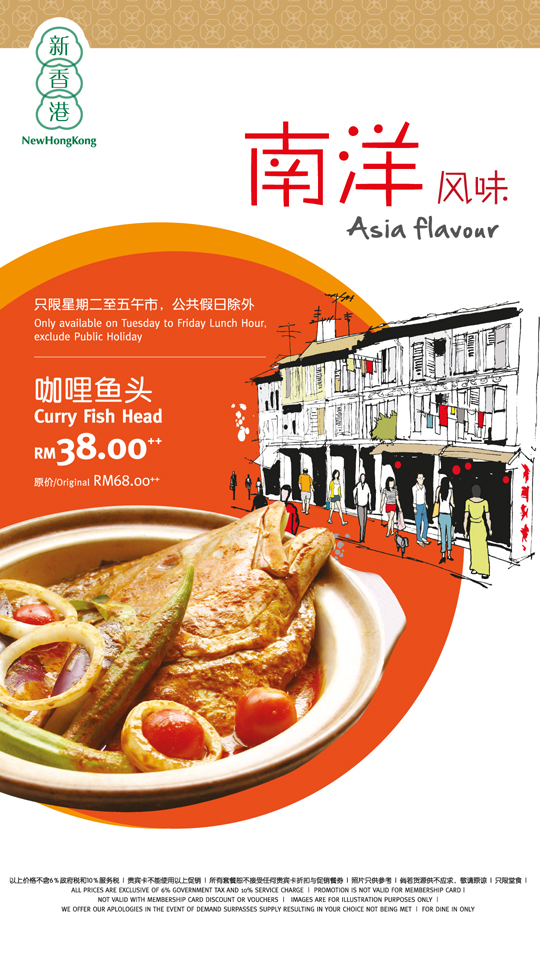 新
香
港
NewHongKong
南洋风味
Asia flavour
只限星期二至五午市，公共假日除外
Only available on Tuesday to Friday Lunch Hour,
exclude Public Holiday
咖哩鱼头
Curry Fish Head
RM38.00++
原价/Original RM68.00++
以上价格不含6%政府税和10%服务税 | 贵宾卡不能使用以上促销 | 所有套餐恕不接受任何贵宾卡折扣与促销餐券 | 照片只供参考 | 倘若货源供不应求，敬请原谅 | 只限堂食 |
ALL PRICES ARE EXCLUSIVE OF 6% GOVERNMENT TAX AND 10% SERVICE CHARGE | PROMOTION IS NOT VALID FOR MEMBERSHIP CARD |
NOT VALID WITH MEMBERSHIP CARD DISCOUNT OR VOUCHERS | IMAGES ARE FOR ILLUSTRATION PURPOSES ONLY |
WE OFFER OUR APLOLOGIES IN THE EVENT OF DEMAND SURPASSES SUPPLY RESULTING IN YOUR CHOICE NOT BEING MET | FOR DINE IN ONLY